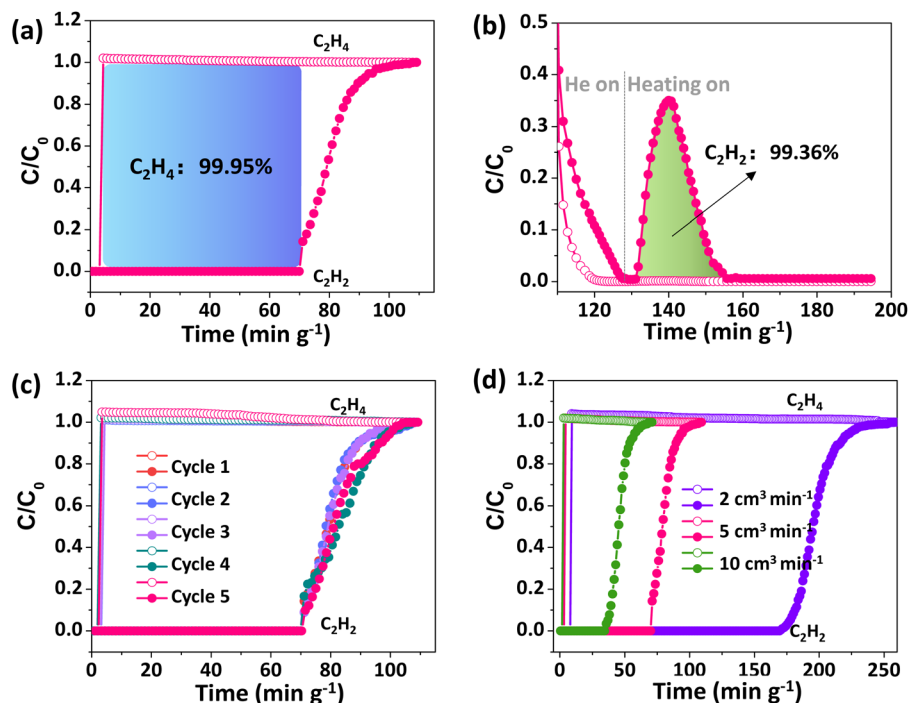 (a)
C₂H₄
C₂H₄: 99.95%
C₂H₂
C/C₀
1.2
1.0
0.8
0.6
0.4
0.2
0.0
0 20 40 60 80 100
Time (min g⁻¹)
(b)
He on Heating on
C₂H₂: 99.36%
C/C₀
0.5
0.4
0.3
0.2
0.1
0.0
120 140 160 180 200
Time (min g⁻¹)
(c)
C₂H₄
Cycle 1
Cycle 2
Cycle 3
Cycle 4
Cycle 5
C₂H₂
C/C₀
1.2
1.0
0.8
0.6
0.4
0.2
0.0
0 20 40 60 80 100
Time (min g⁻¹)
(d)
C₂H₄
2 cm³ min⁻¹
5 cm³ min⁻¹
10 cm³ min⁻¹
C₂H₂
C/C₀
1.2
1.0
0.8
0.6
0.4
0.2
0.0
0 50 100 150 200 250
Time (min g⁻¹)